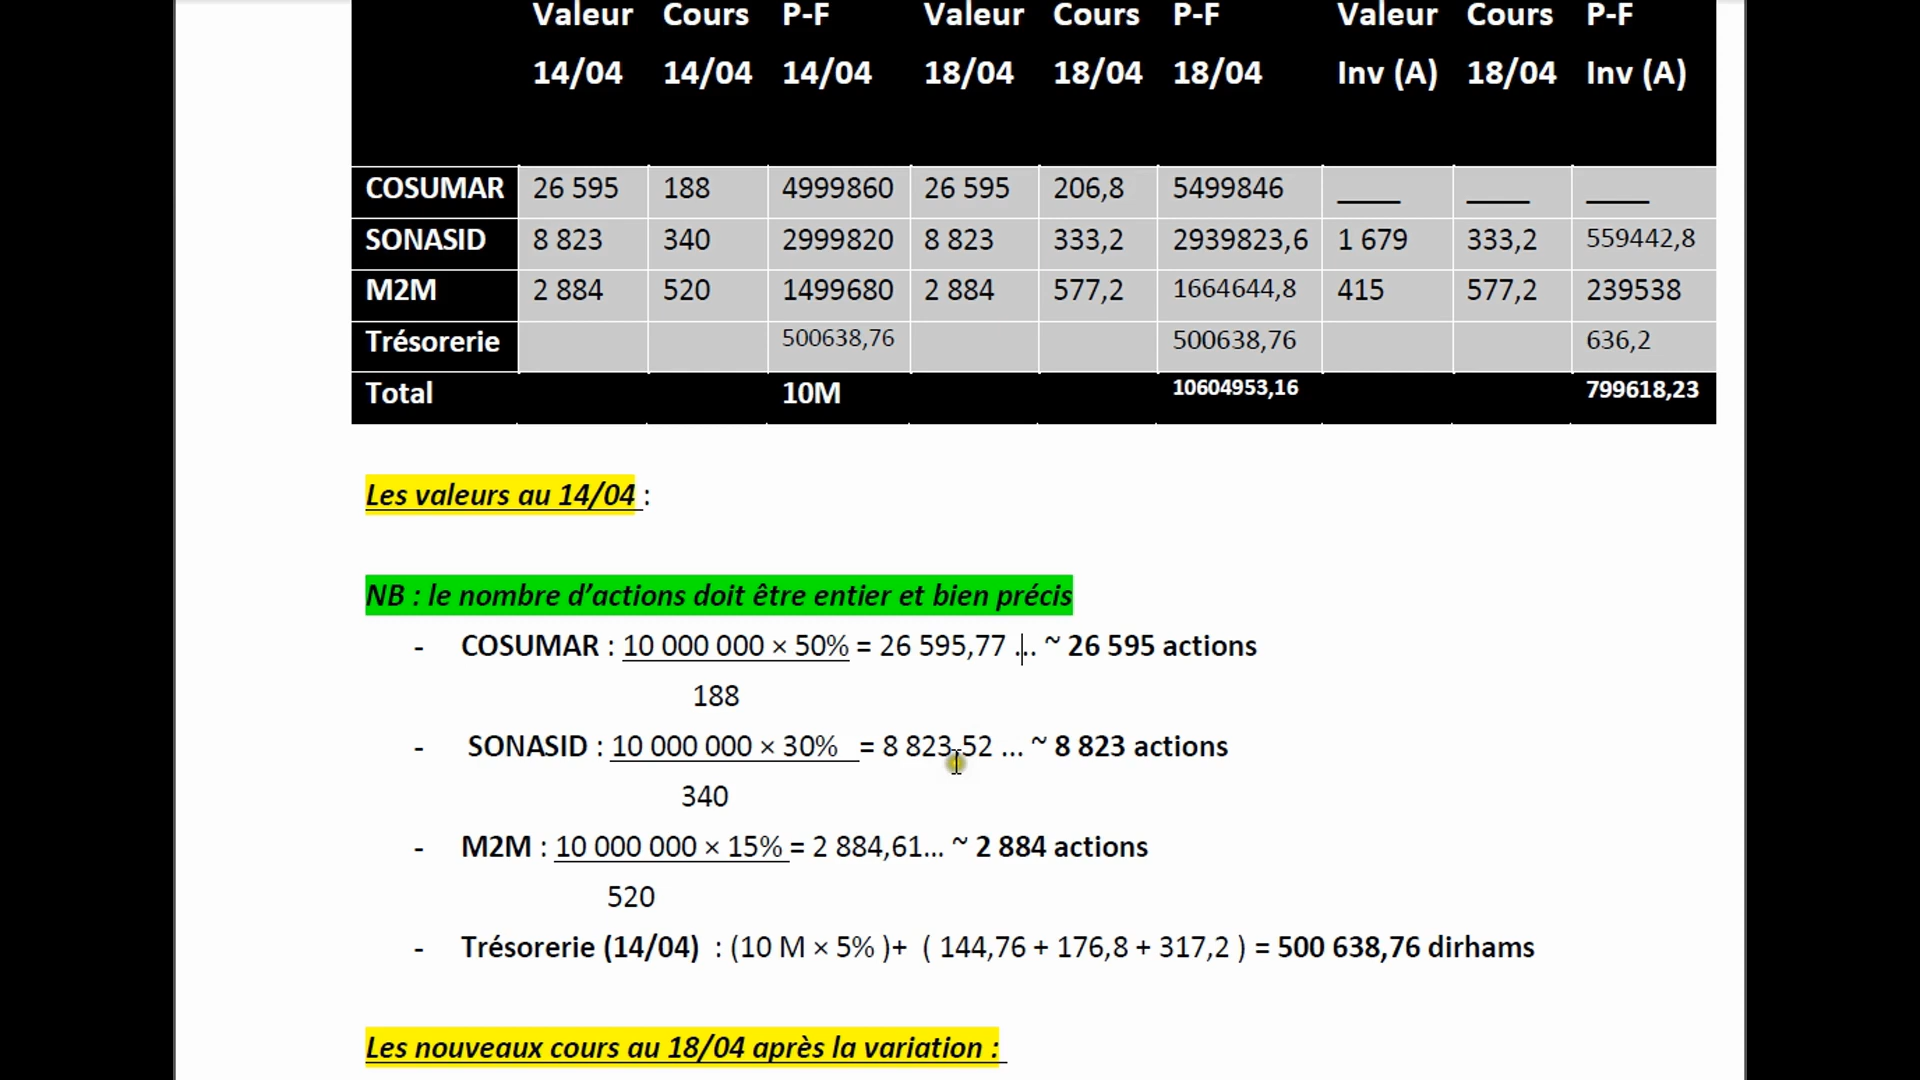 Valeur Cours P-F Valeur Cours P-F Valeur Cours P-F
14/04 14/04 14/04 18/04 18/04 18/04 Inv (A) 18/04 Inv (A)
COSUMAR 26 595 188 4999860 26 595 206,8 5499846 ____ ____ ____
SONASID 8 823 340 2999820 8 823 333,2 2939823,6 1 679 333,2 559442,8
M2M 2 884 520 1499680 2 884 577,2 1664644,8 415 577,2 239538
Trésorerie 500638,76 500638,76 636,2
Total 10M 10604953,16 799618,23
Les valeurs au 14/04 :
NB : le nombre d’actions doit être entier et bien précis
- COSUMAR : 10 000 000 × 50% = 26 595,77 ... ~ 26 595 actions
188
- SONASID : 10 000 000 × 30% = 8 823,52 ... ~ 8 823 actions
340
- M2M : 10 000 000 × 15% = 2 884,61... ~ 2 884 actions
520
- Trésorerie (14/04) : (10 M × 5% )+ ( 144,76 + 176,8 + 317,2 ) = 500 638,76 dirhams
Les nouveaux cours au 18/04 après la variation :